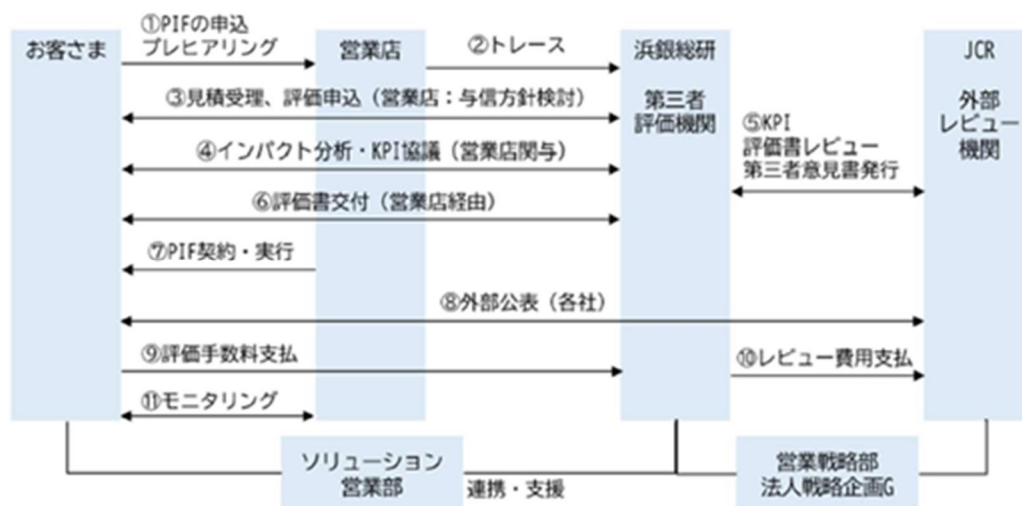 ①PIFの申込
プレヒアリング
お客さま
営業店
②トレース
浜銀総研
第三者
評価機関
JCR
外部
レビュー
機関
③見積受理、評価申込（営業店：与信方針検討）
④インパクト分析・KPI協議（営業店関与）
⑤KPI
評価書レビュー
第三者意見書発行
⑥評価書交付（営業店経由）
⑦PIF契約・実行
⑧外部公表（各社）
⑨評価手数料支払
⑩レビュー費用支払
⑪モニタリング
ソリューション
営業部
連携・支援
営業戦略部
法人戦略企画G